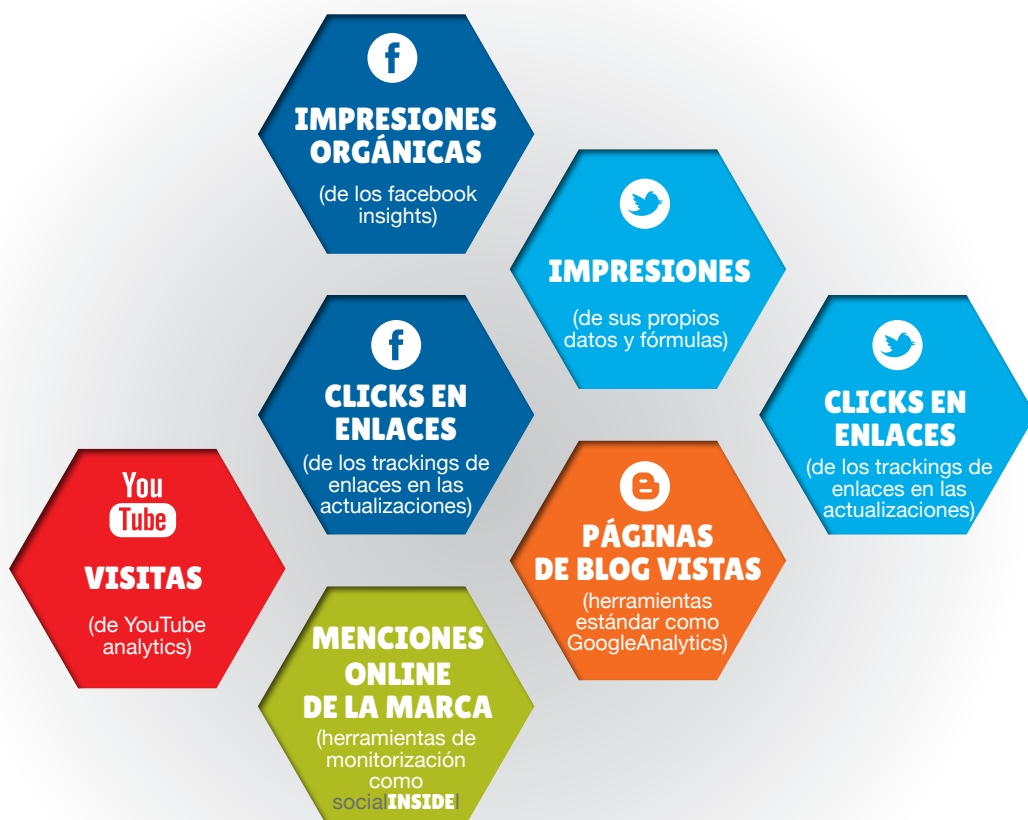 f
IMPRESIONES
ORGÁNICAS
(de los facebook
insights)
IMPRESIONES
(de sus propios
datos y fórmulas)
f
CLICKS EN
ENLACES
(de los trackings de
enlaces en las
actualizaciones)
CLICKS EN
ENLACES
(de los trackings de
enlaces en las
actualizaciones)
You
Tube
VISITAS
(de YouTube
analytics)
B
PÁGINAS
DE BLOG VISTAS
(herramientas
estándar como
GoogleAnalytics)
MENCIONES
ONLINE
DE LA MARCA
(herramientas de
monitorización
como
socialINSIDE)